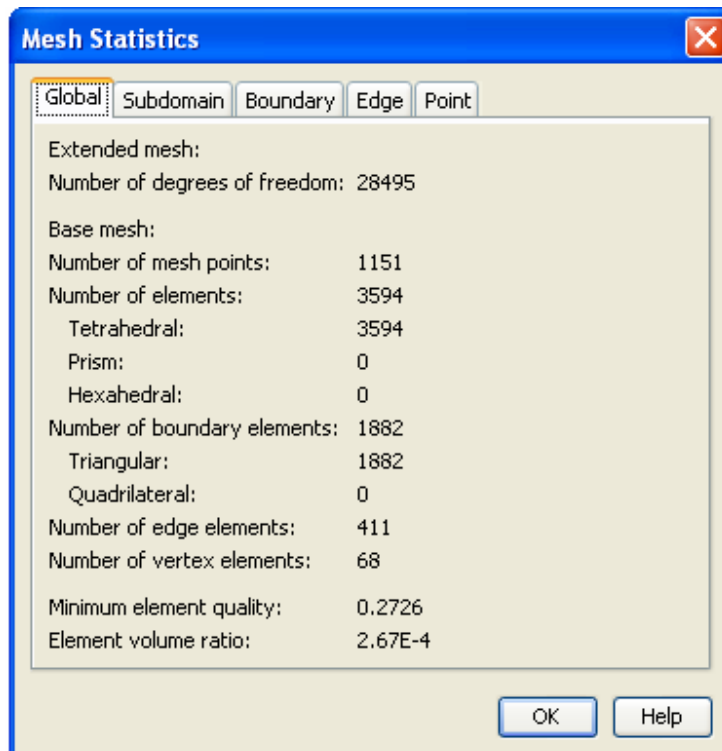 Mesh Statistics
Global Subdomain Boundary Edge Point
Extended mesh:
Number of degrees of freedom: 28495
Base mesh:
Number of mesh points: 1151
Number of elements: 3594
Tetrahedral: 3594
Prism: 0
Hexahedral: 0
Number of boundary elements: 1882
Triangular: 1882
Quadrilateral: 0
Number of edge elements: 411
Number of vertex elements: 68
Minimum element quality: 0.2726
Element volume ratio: 2.67E-4
OK Help